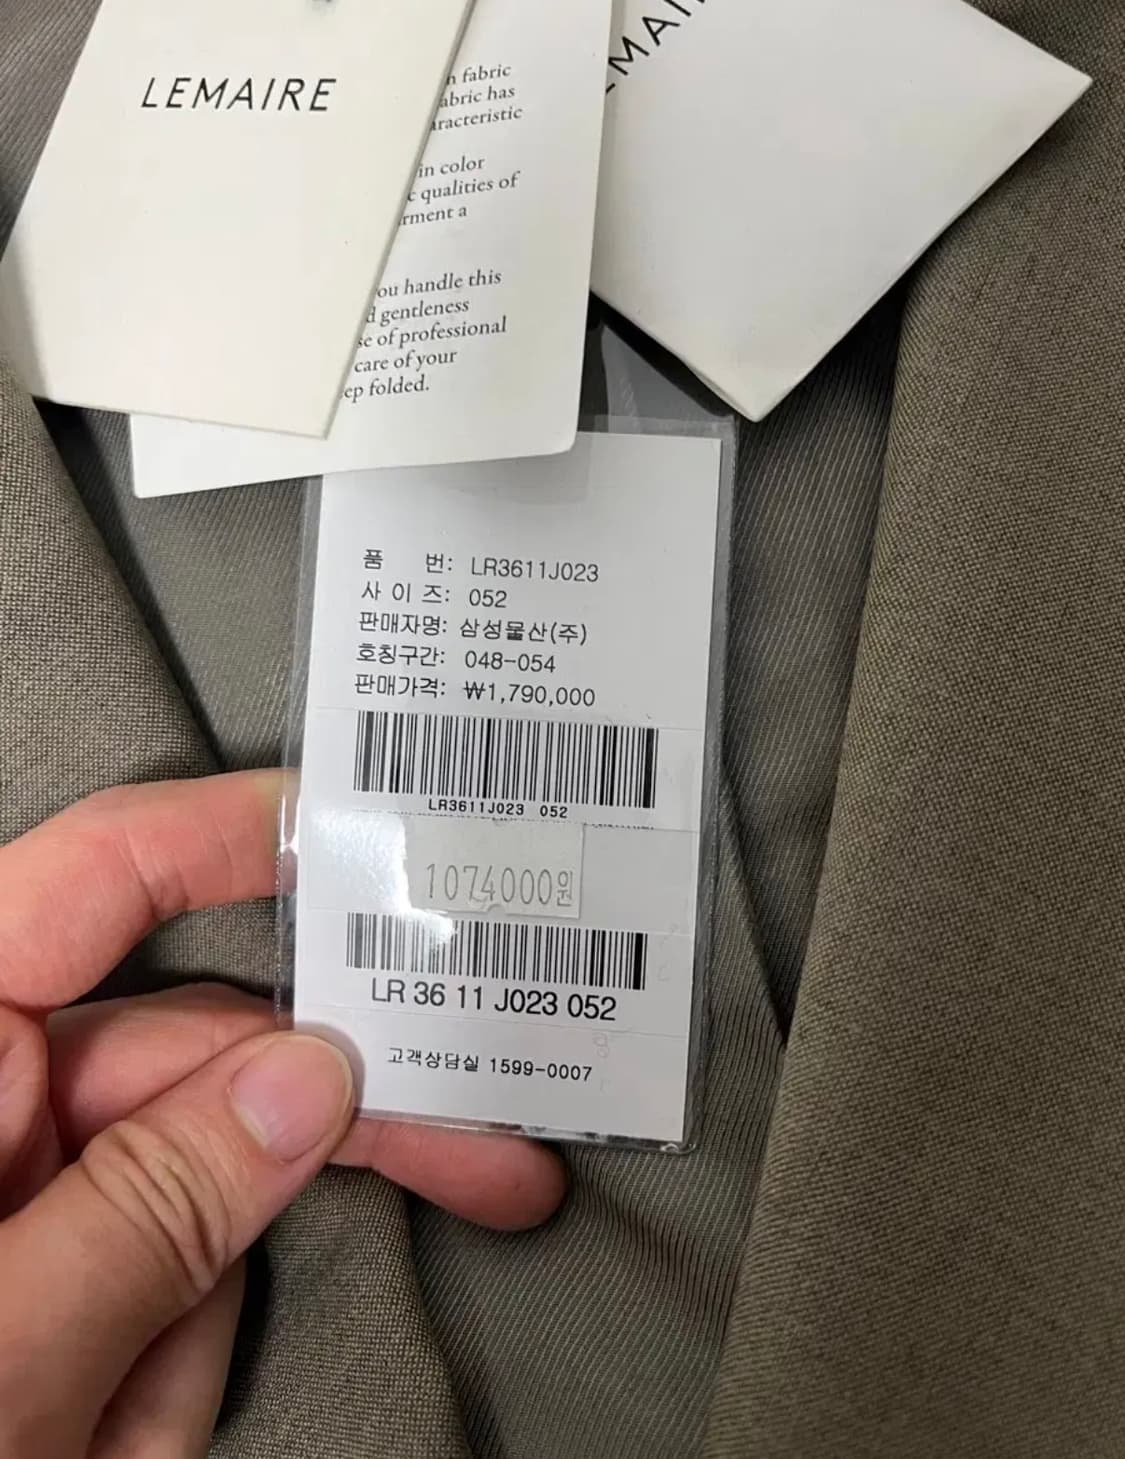 LEMAIRE
n fabric
abric has
aracteristic
in color
c qualities of
rment a
ou handle this
d gentleness
se of professional
care of your
ep folded.
EMAI
품 번: LR3611J023
사 이 즈: 052
판매자명: 삼성물산(주)
호칭구간: 048-054
판매가격: ₩1,790,000
LR3611J023 052
1074000원
LR 36 11 J023 052
고객상담실 1599-0007